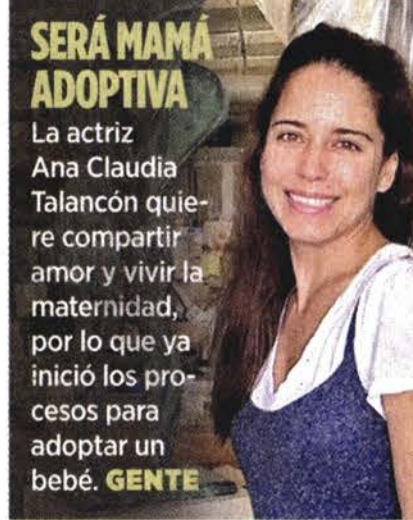 SERÁ MAMÁ
ADOPTIVA
La actriz
Ana Claudia
Talancón quie-
re compartir
amor y vivir la
maternidad,
por lo que ya
inició los pro-
cesos para
adoptar un
bebé. GENTE